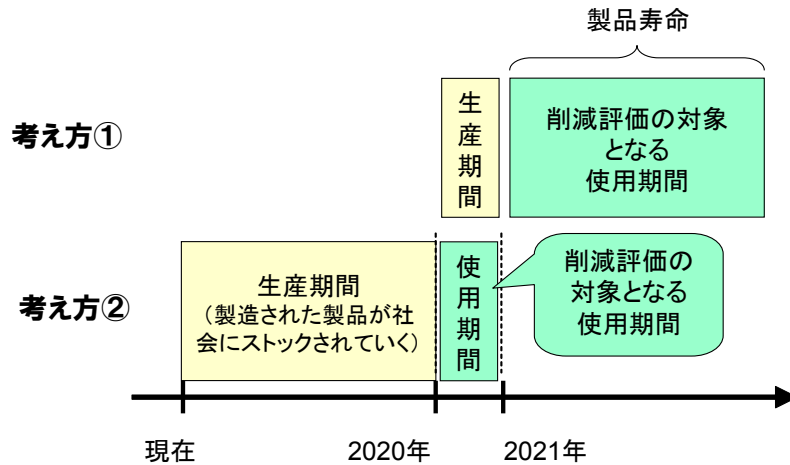 製品寿命
考え方①
生
産
期
間
削減評価の対象
となる
使用期間
考え方②
生産期間
(製造された製品が社
会にストックされていく)
使
用
期
間
削減評価の
対象となる
使用期間
現在
2020年
2021年